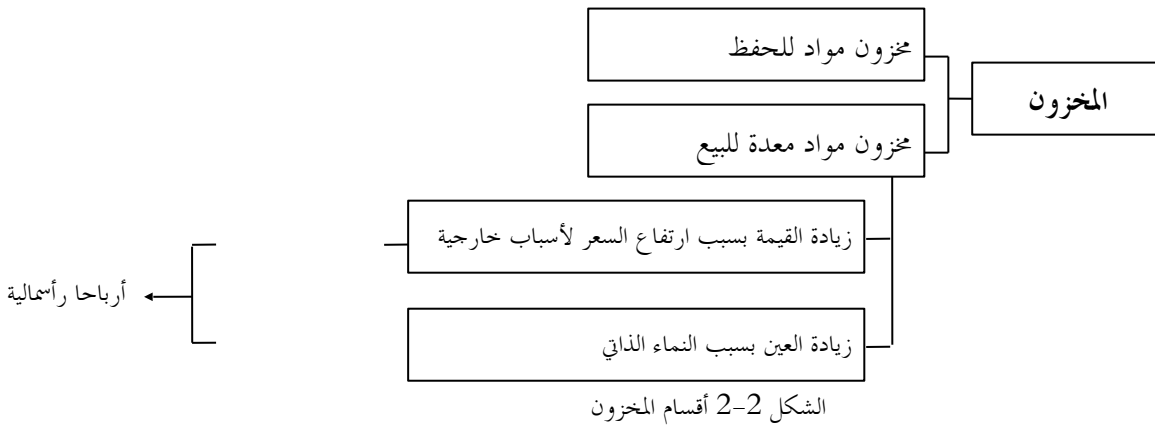 مخزون مواد للحفظ
المخزون
مخزون مواد معدة للبيع
زيادة القيمة بسبب ارتفاع السعر لأسباب خارجية
أرباحا رأسمالية
زيادة العين بسبب النماء الذاتي
الشكل 2-2 أقسام المخزون